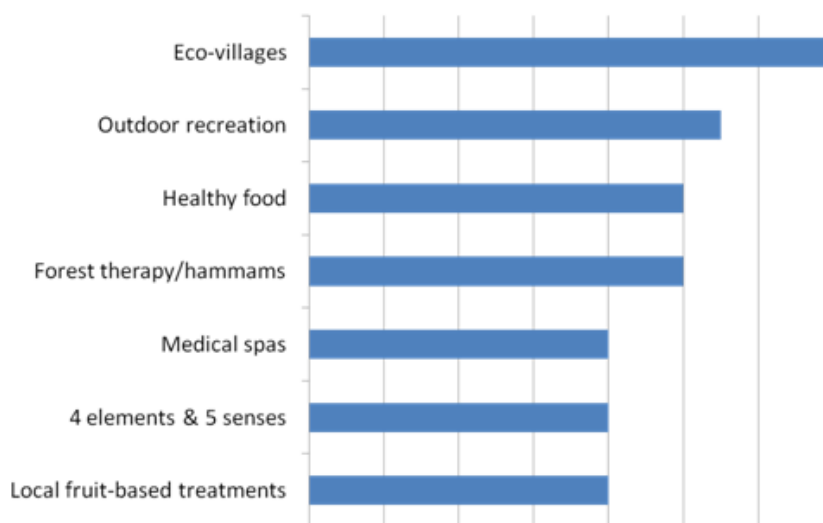 Eco-villages
Outdoor recreation
Healthy food
Forest therapy/hammams
Medical spas
4 elements & 5 senses
Local fruit-based treatments